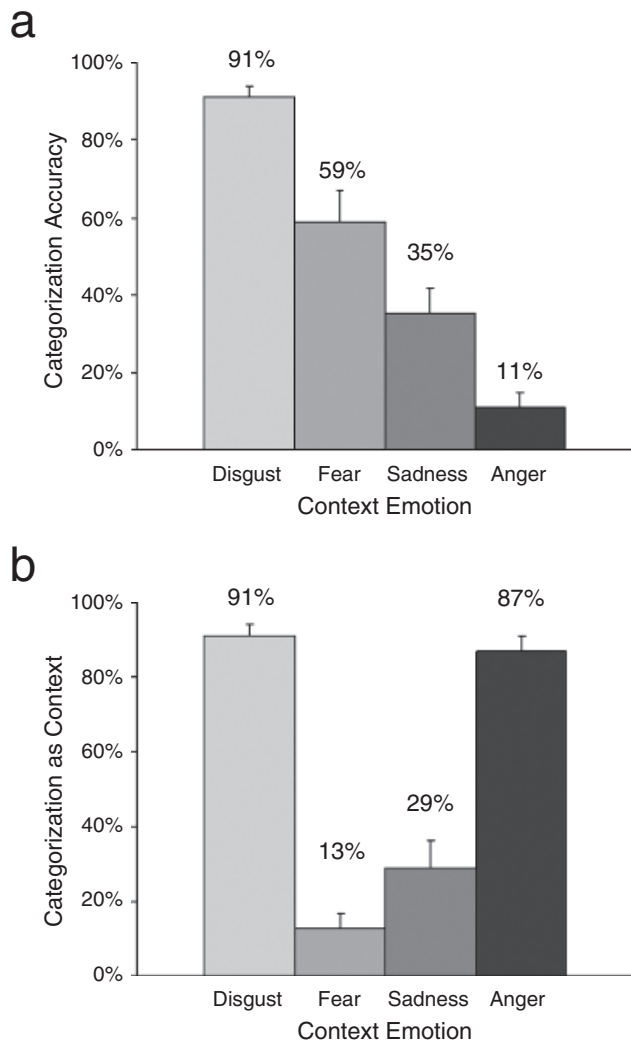 a
100%
80%
60%
40%
20%
0%
Categorization Accuracy
91%
59%
35%
11%
Disgust Fear Sadness Anger
Context Emotion
b
100%
80%
60%
40%
20%
0%
Categorization as Context
91%
13%
29%
87%
Disgust Fear Sadness Anger
Context Emotion